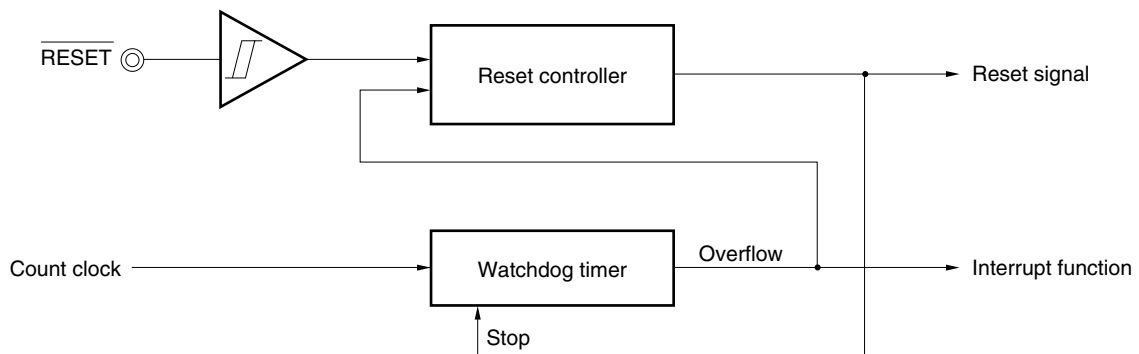 RESET
Reset controller
Reset signal
Count clock
Watchdog timer
Overflow
Interrupt function
Stop